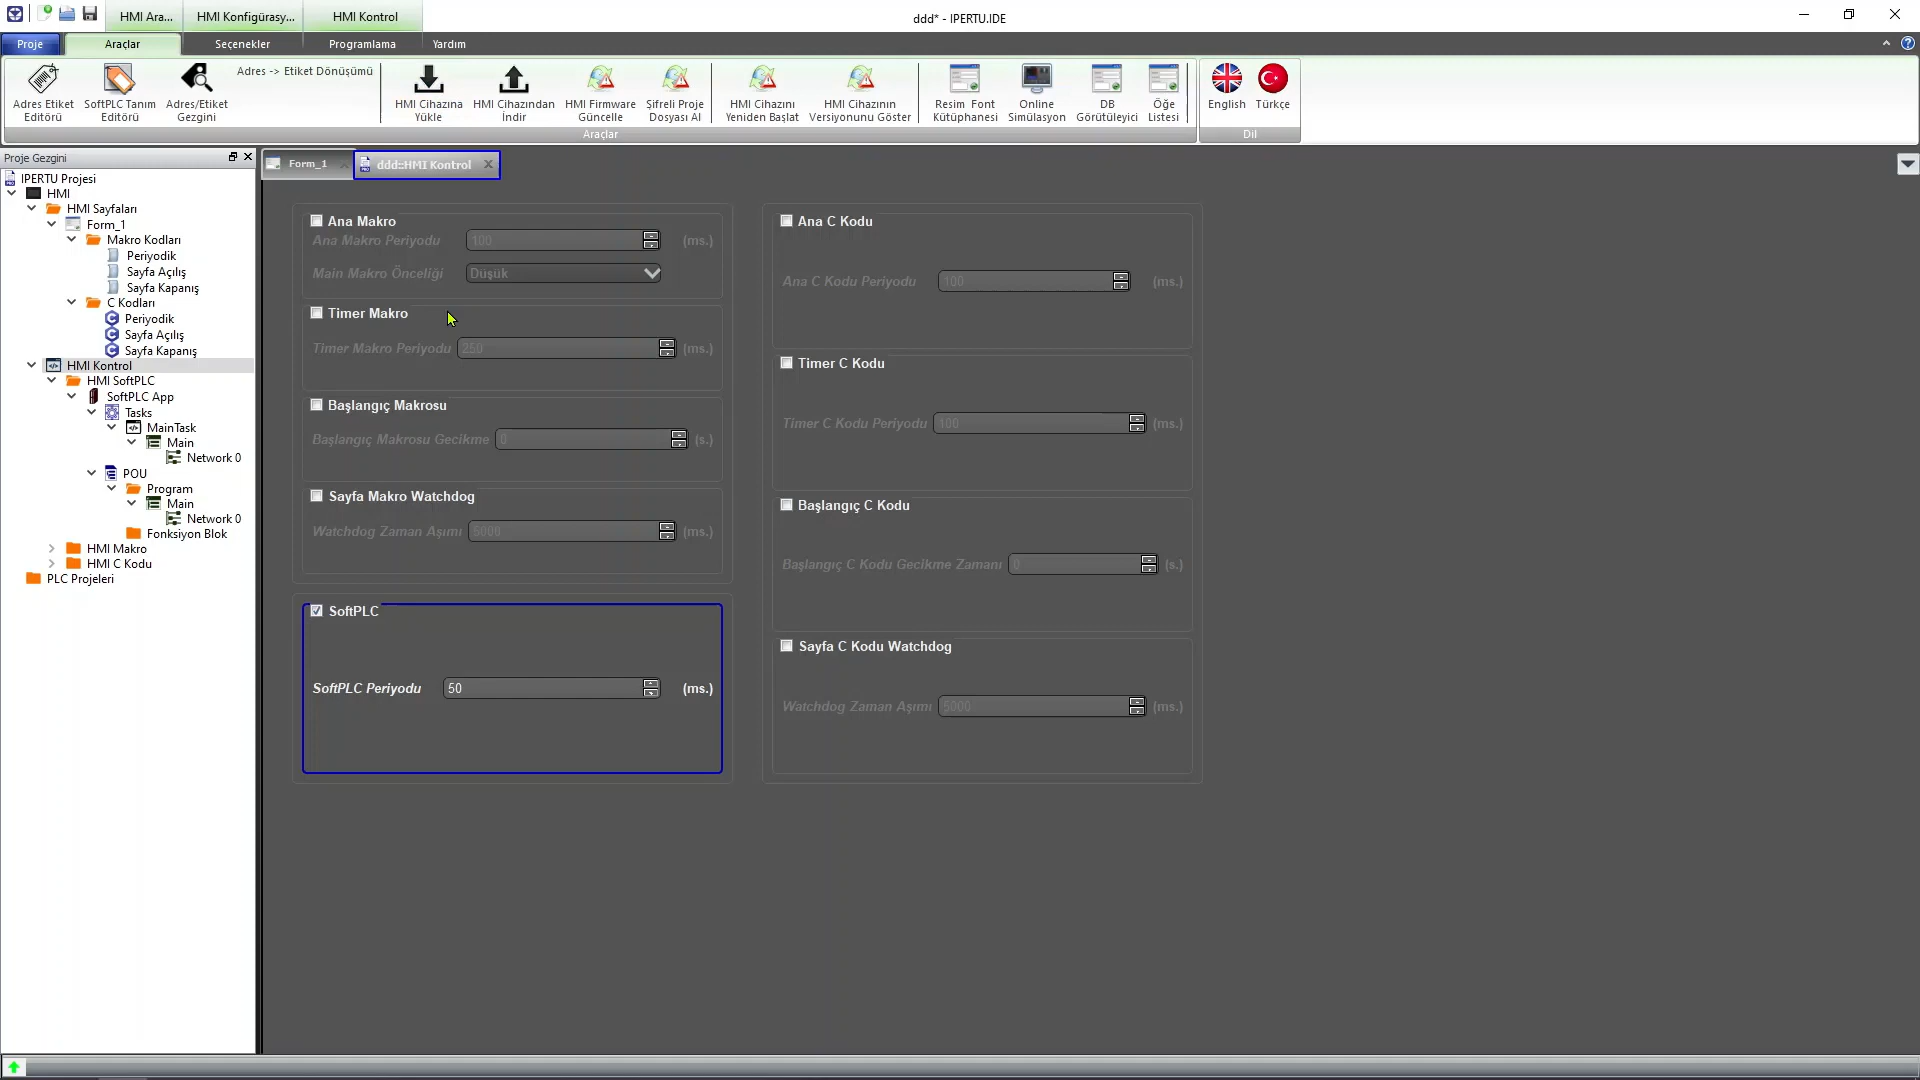 HMI Ara...
HMI Konfigürasy...
HMI Kontrol
ddd* - IPERTU.IDE
Proje
Araçlar
Seçenekler
Programlama
Yardım
Adres Etiket Editörü
SoftPLC Tanım Editörü
Adres/Etiket Gezgini
Adres -> Etiket Dönüşümü
HMI Cihazına Yükle
HMI Cihazından İndir
HMI Firmware Güncelle
Şifreli Proje Dosyası Al
HMI Cihazını Yeniden Başlat
HMI Cihazının Versiyonunu Göster
Resim Font Kütüphanesi
Online Simülasyon
DB Görütüleyici
Öğe Listesi
English
Türkçe
Araçlar
Dil
Proje Gezgini
IPERTU Projesi
HMI
HMI Sayfaları
Form_1
Makro Kodları
Periyodik
Sayfa Açılış
Sayfa Kapanış
C Kodları
Periyodik
Sayfa Açılış
Sayfa Kapanış
HMI Kontrol
HMI SoftPLC
SoftPLC App
Tasks
MainTask
Main
Network 0
POU
Program
Main
Network 0
Fonksiyon Blok
HMI Makro
HMI C Kodu
PLC Projeleri
Form_1
ddd::HMI Kontrol
Ana Makro
Ana Makro Periyodu 100 (ms.)
Main Makro Önceliği Düşük
Timer Makro
Timer Makro Periyodu 250 (ms.)
Başlangıç Makrosu
Başlangıç Makrosu Gecikme 0 (s.)
Sayfa Makro Watchdog
Watchdog Zaman Aşımı 5000 (ms.)
SoftPLC
SoftPLC Periyodu 50 (ms.)
Ana C Kodu
Ana C Kodu Periyodu 100 (ms.)
Timer C Kodu
Timer C Kodu Periyodu 100 (ms.)
Başlangıç C Kodu
Başlangıç C Kodu Gecikme Zamanı 0 (s.)
Sayfa C Kodu Watchdog
Watchdog Zaman Aşımı 5000 (ms.)